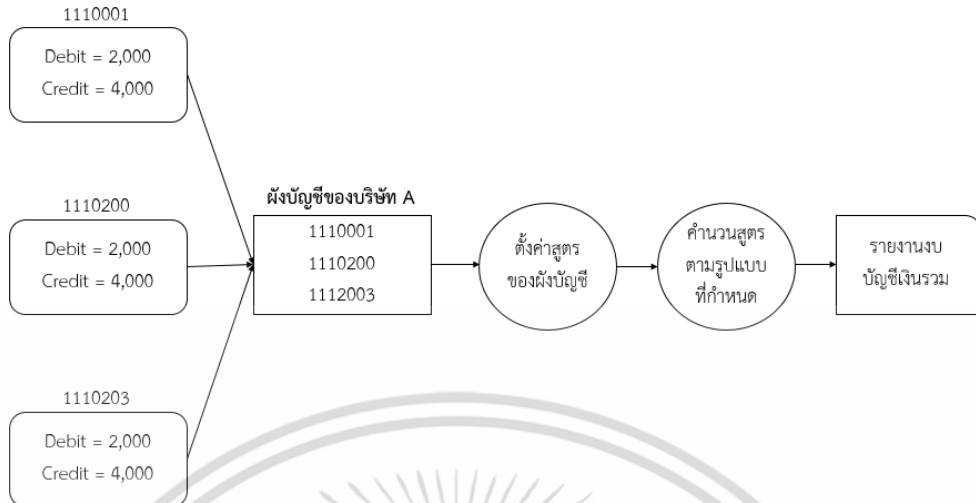 1110001
Debit = 2,000
Credit = 4,000
1110200
Debit = 2,000
Credit = 4,000
1110203
Debit = 2,000
Credit = 4,000
ผังบัญชีของบริษัท A
1110001
1110200
1112003
ตั้งค่าสูตร
ของผังบัญชี
คำนวนสูตร
ตามรูปแบบ
ที่กำหนด
รายงานงบ
บัญชีเงินรวม